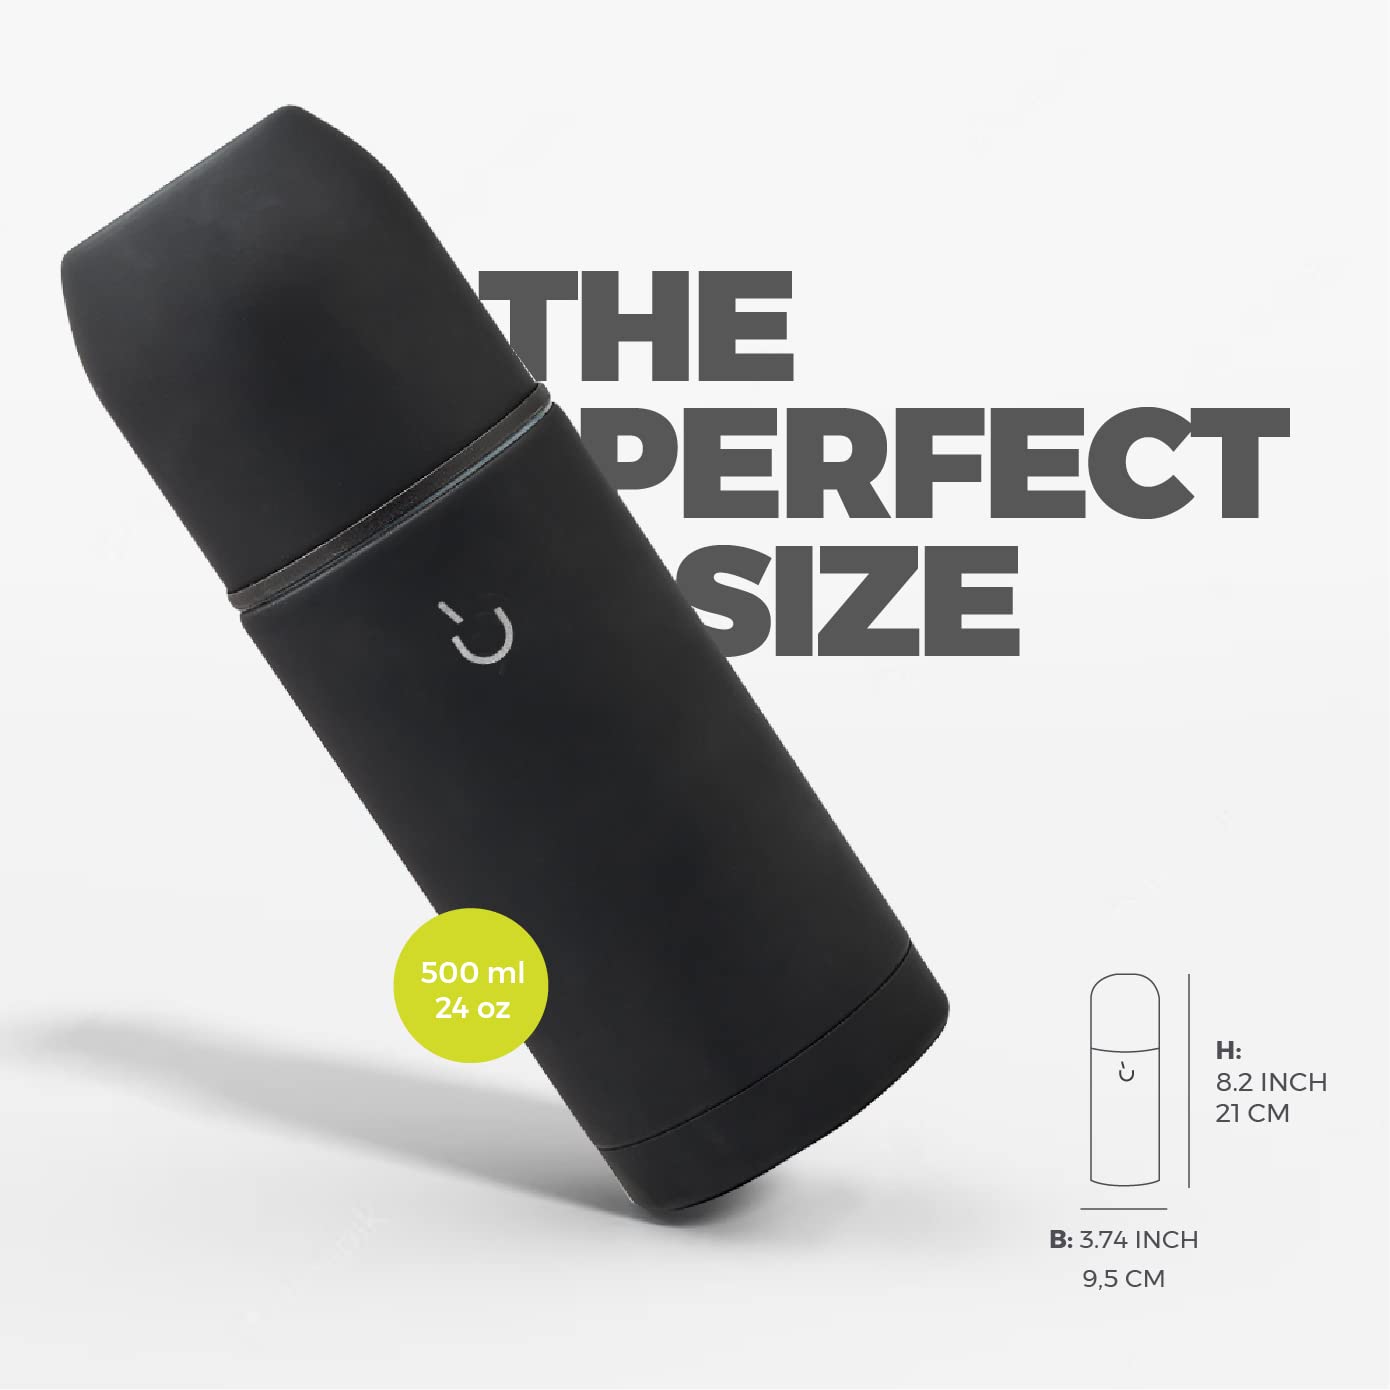 THE
PERFECT
SIZE
500 ml
24 oz
H:
8.2 INCH
21 CM
B: 3.74 INCH
9,5 CM